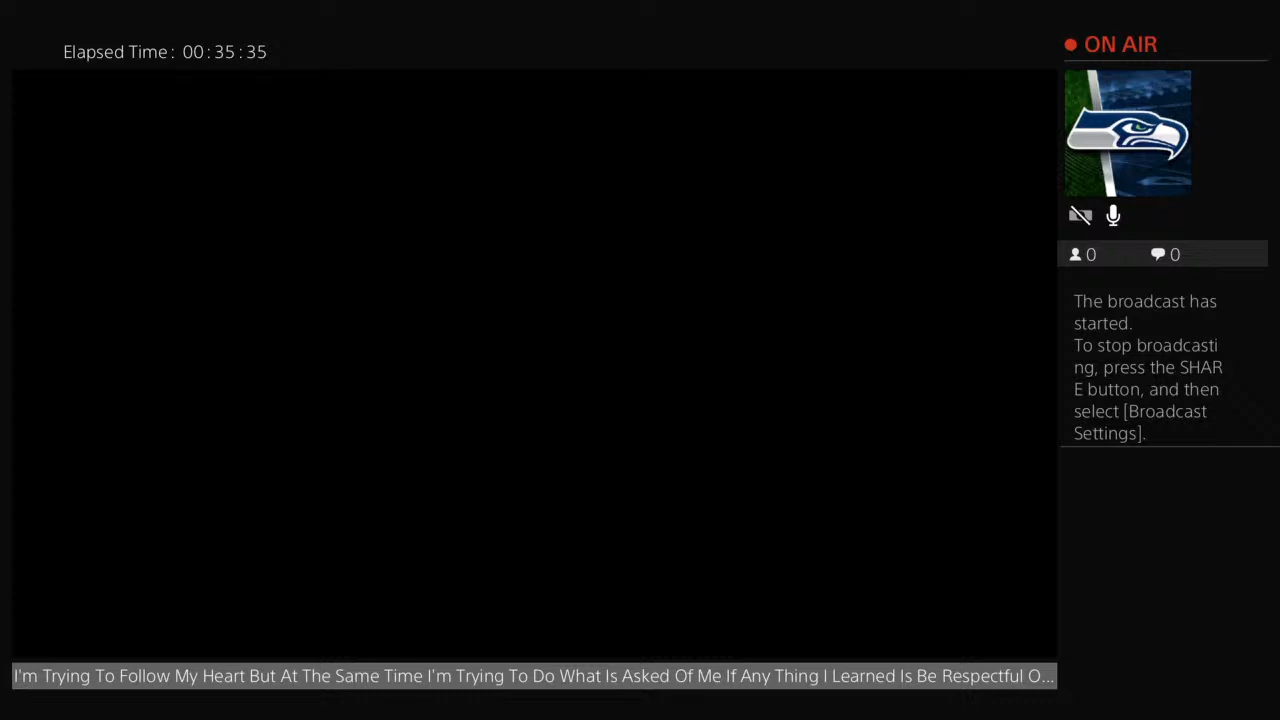 Elapsed Time: 00:35:35
ON AIR
0 0
The broadcast has
started.
To stop broadcasti
ng, press the SHAR
E button, and then
select [Broadcast
Settings].
I'm Trying To Follow My Heart But At The Same Time I'm Trying To Do What Is Asked Of Me If Any Thing I Learned Is Be Respectful O...